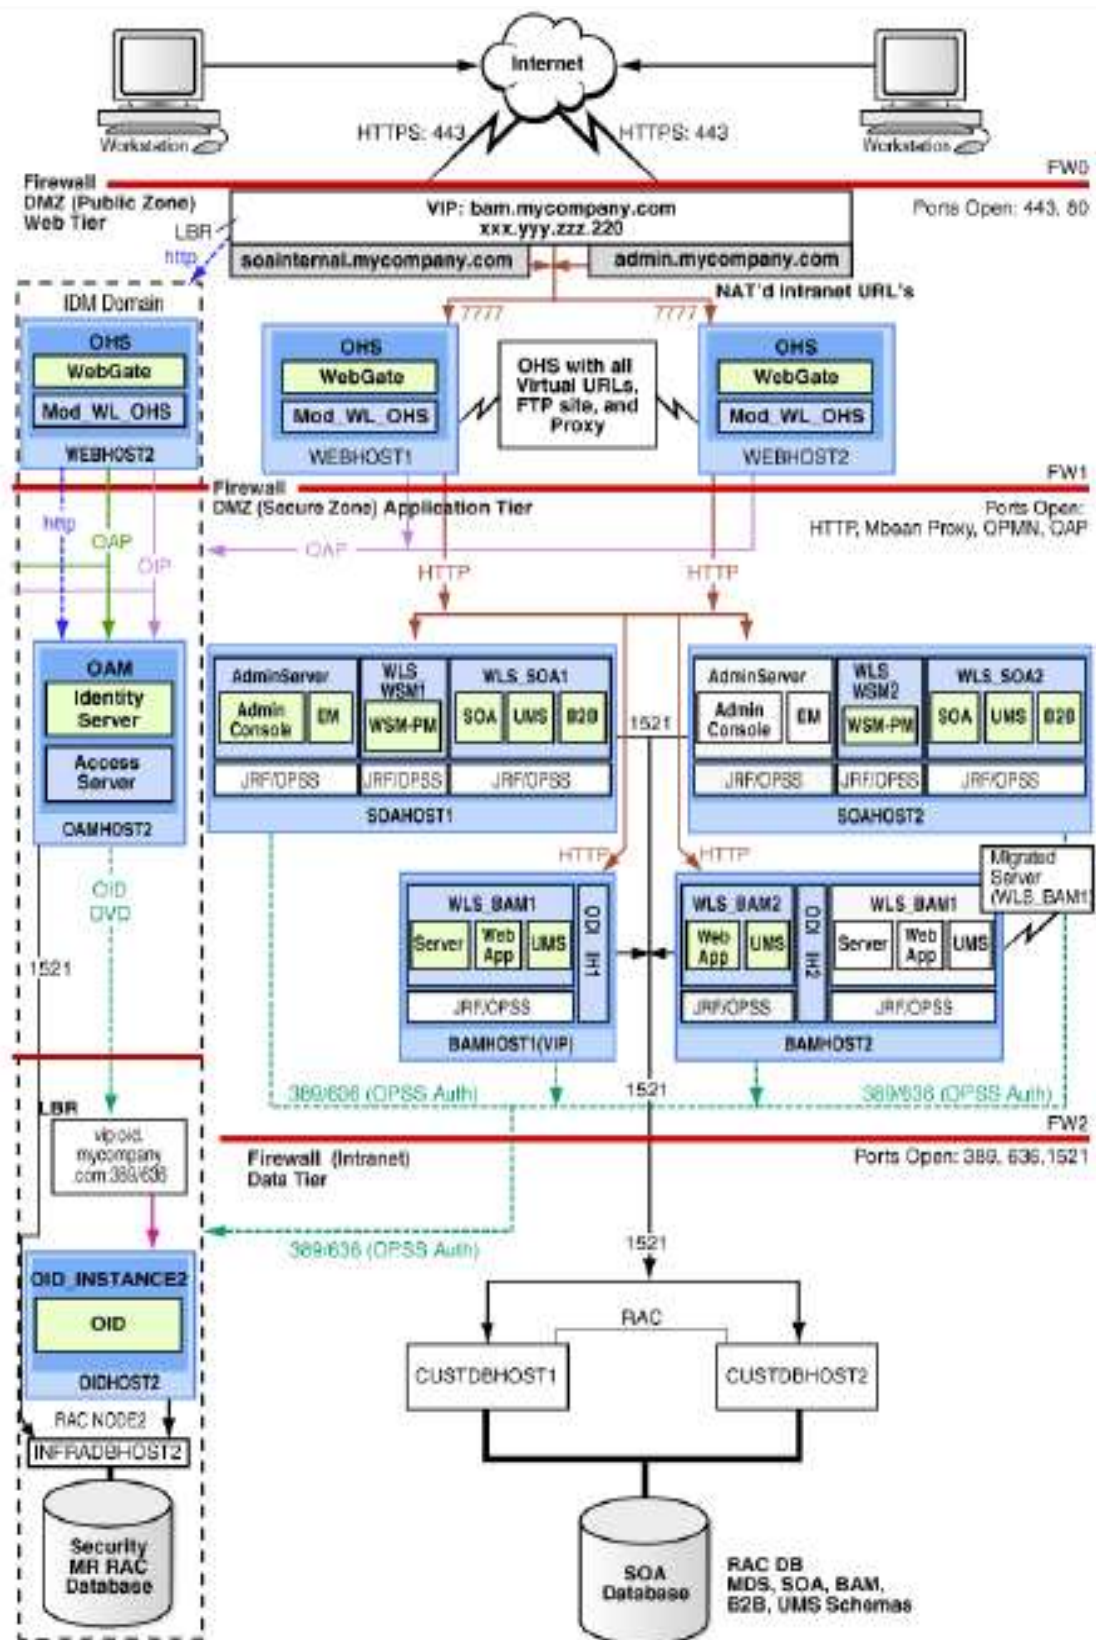 Internet
HTTPS: 443
HTTPS: 443
Workstation
Workstation
FW0
Firewall
DMZ (Public Zone)
Web Tier
Ports Open: 443, 80
VIP: bam.mycompany.com
xxx.yyy.zzz.220
LBR
http
soainternal.mycompany.com
admin.mycompany.com
NAT'd Intranet URL's
IDM Domain
7777
7777
OHS
WebGate
Mod_WL_OHS
WEBHOST2
OHS
WebGate
Mod_WL_OHS
WEBHOST1
OHS with all
Virtual URLs,
FTP site, and
Proxy
OHS
WebGate
Mod_WL_OHS
WEBHOST2
FW1
Firewall
DMZ (Secure Zone) Application Tier
Ports Open:
HTTP, Mbean Proxy, OPMN, OAP
http
OAP
OIP
OAP
HTTP
HTTP
OAM
Identity
Server
Access
Server
OAMHOST2
AdminServer
Admin
Console
EM
WLS_
WSM1
WSM-PM
WLS_SOA1
SOA
UMS
B2B
JRF/OPSS
JRF/OPSS
JRF/OPSS
SOAHOST1
1521
AdminServer
Admin
Console
EM
WLS_
WSM2
WSM-PM
WLS_SOA2
SOA
UMS
B2B
JRF/OPSS
JRF/OPSS
JRF/OPSS
SOAHOST2
HTTP
HTTP
Migrated
Server
(WLS_BAM1)
OID
OVD
1521
WLS_BAM1
Server
Web
App
UMS
ODI_IH1
JRF/OPSS
BAMHOST1(VIP)
WLS_BAM2
Web
App
UMS
ODI_IH2
JRF/OPSS
WLS_BAM1
Server
Web
App
UMS
JRF/OPSS
BAMHOST2
389/636 (OPSS Auth)
1521
389/636 (OPSS Auth)
FW2
Firewall (Intranet)
Data Tier
Ports Open: 389, 636,1521
LBR
vip:oid.
mycompany
.com:389/636
389/636 (OPSS Auth)
1521
OID_INSTANCE2
OID
OIDHOST2
RAC
CUSTDBHOST1
CUSTDBHOST2
RAC NODE2
INFRADBHOST2
Security
MR RAC
Database
SOA
Database
RAC DB
MDS, SOA, BAM,
B2B, UMS Schemas